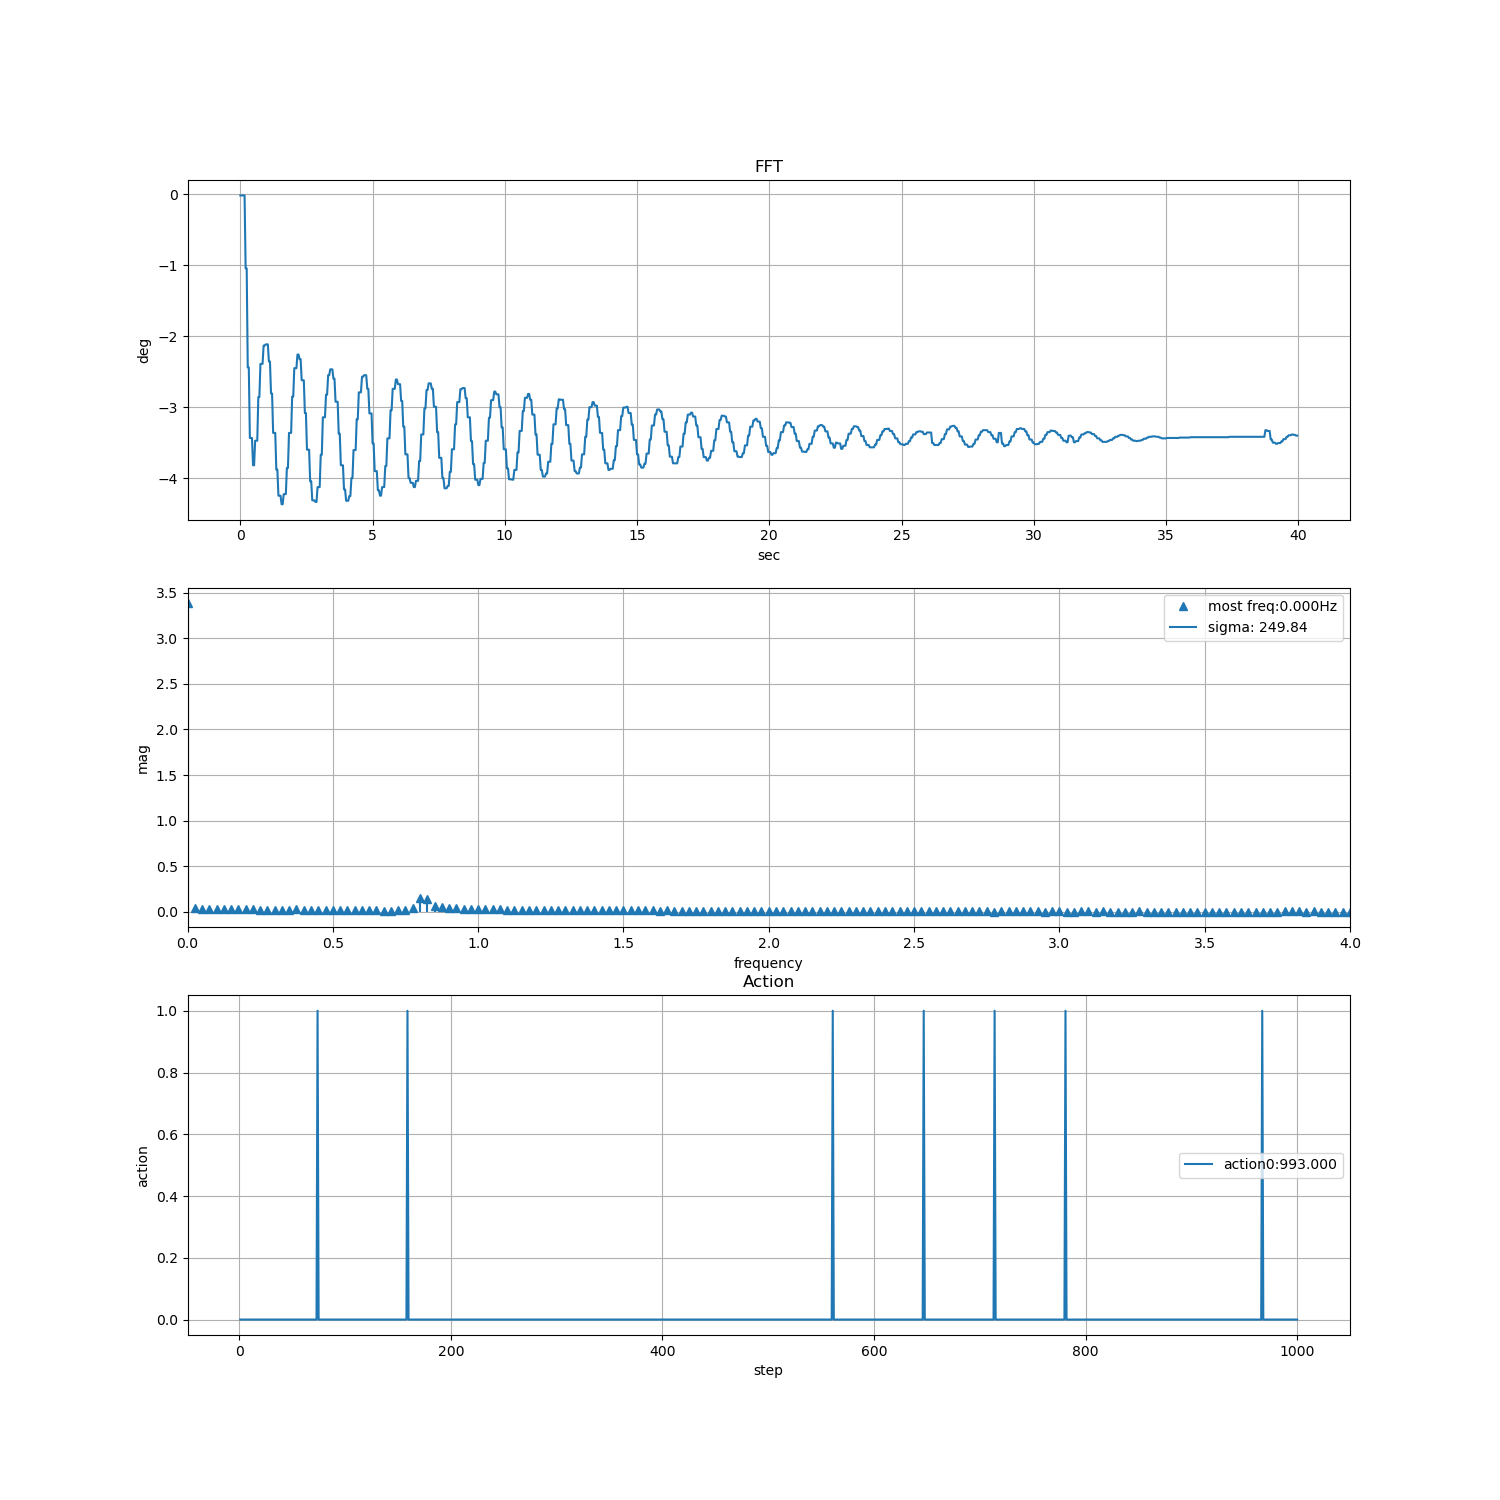 FFT
0
−1
−2
−3
−4
deg
0 5 10 15 20 25 30 35 40
sec
3.5
3.0
2.5
2.0
1.5
1.0
0.5
0.0
mag
most freq:0.000Hz
sigma: 249.84
0.0 0.5 1.0 1.5 2.0 2.5 3.0 3.5 4.0
frequency
Action
1.0
0.8
0.6
0.4
0.2
0.0
action
action0:993.000
0 200 400 600 800 1000
step